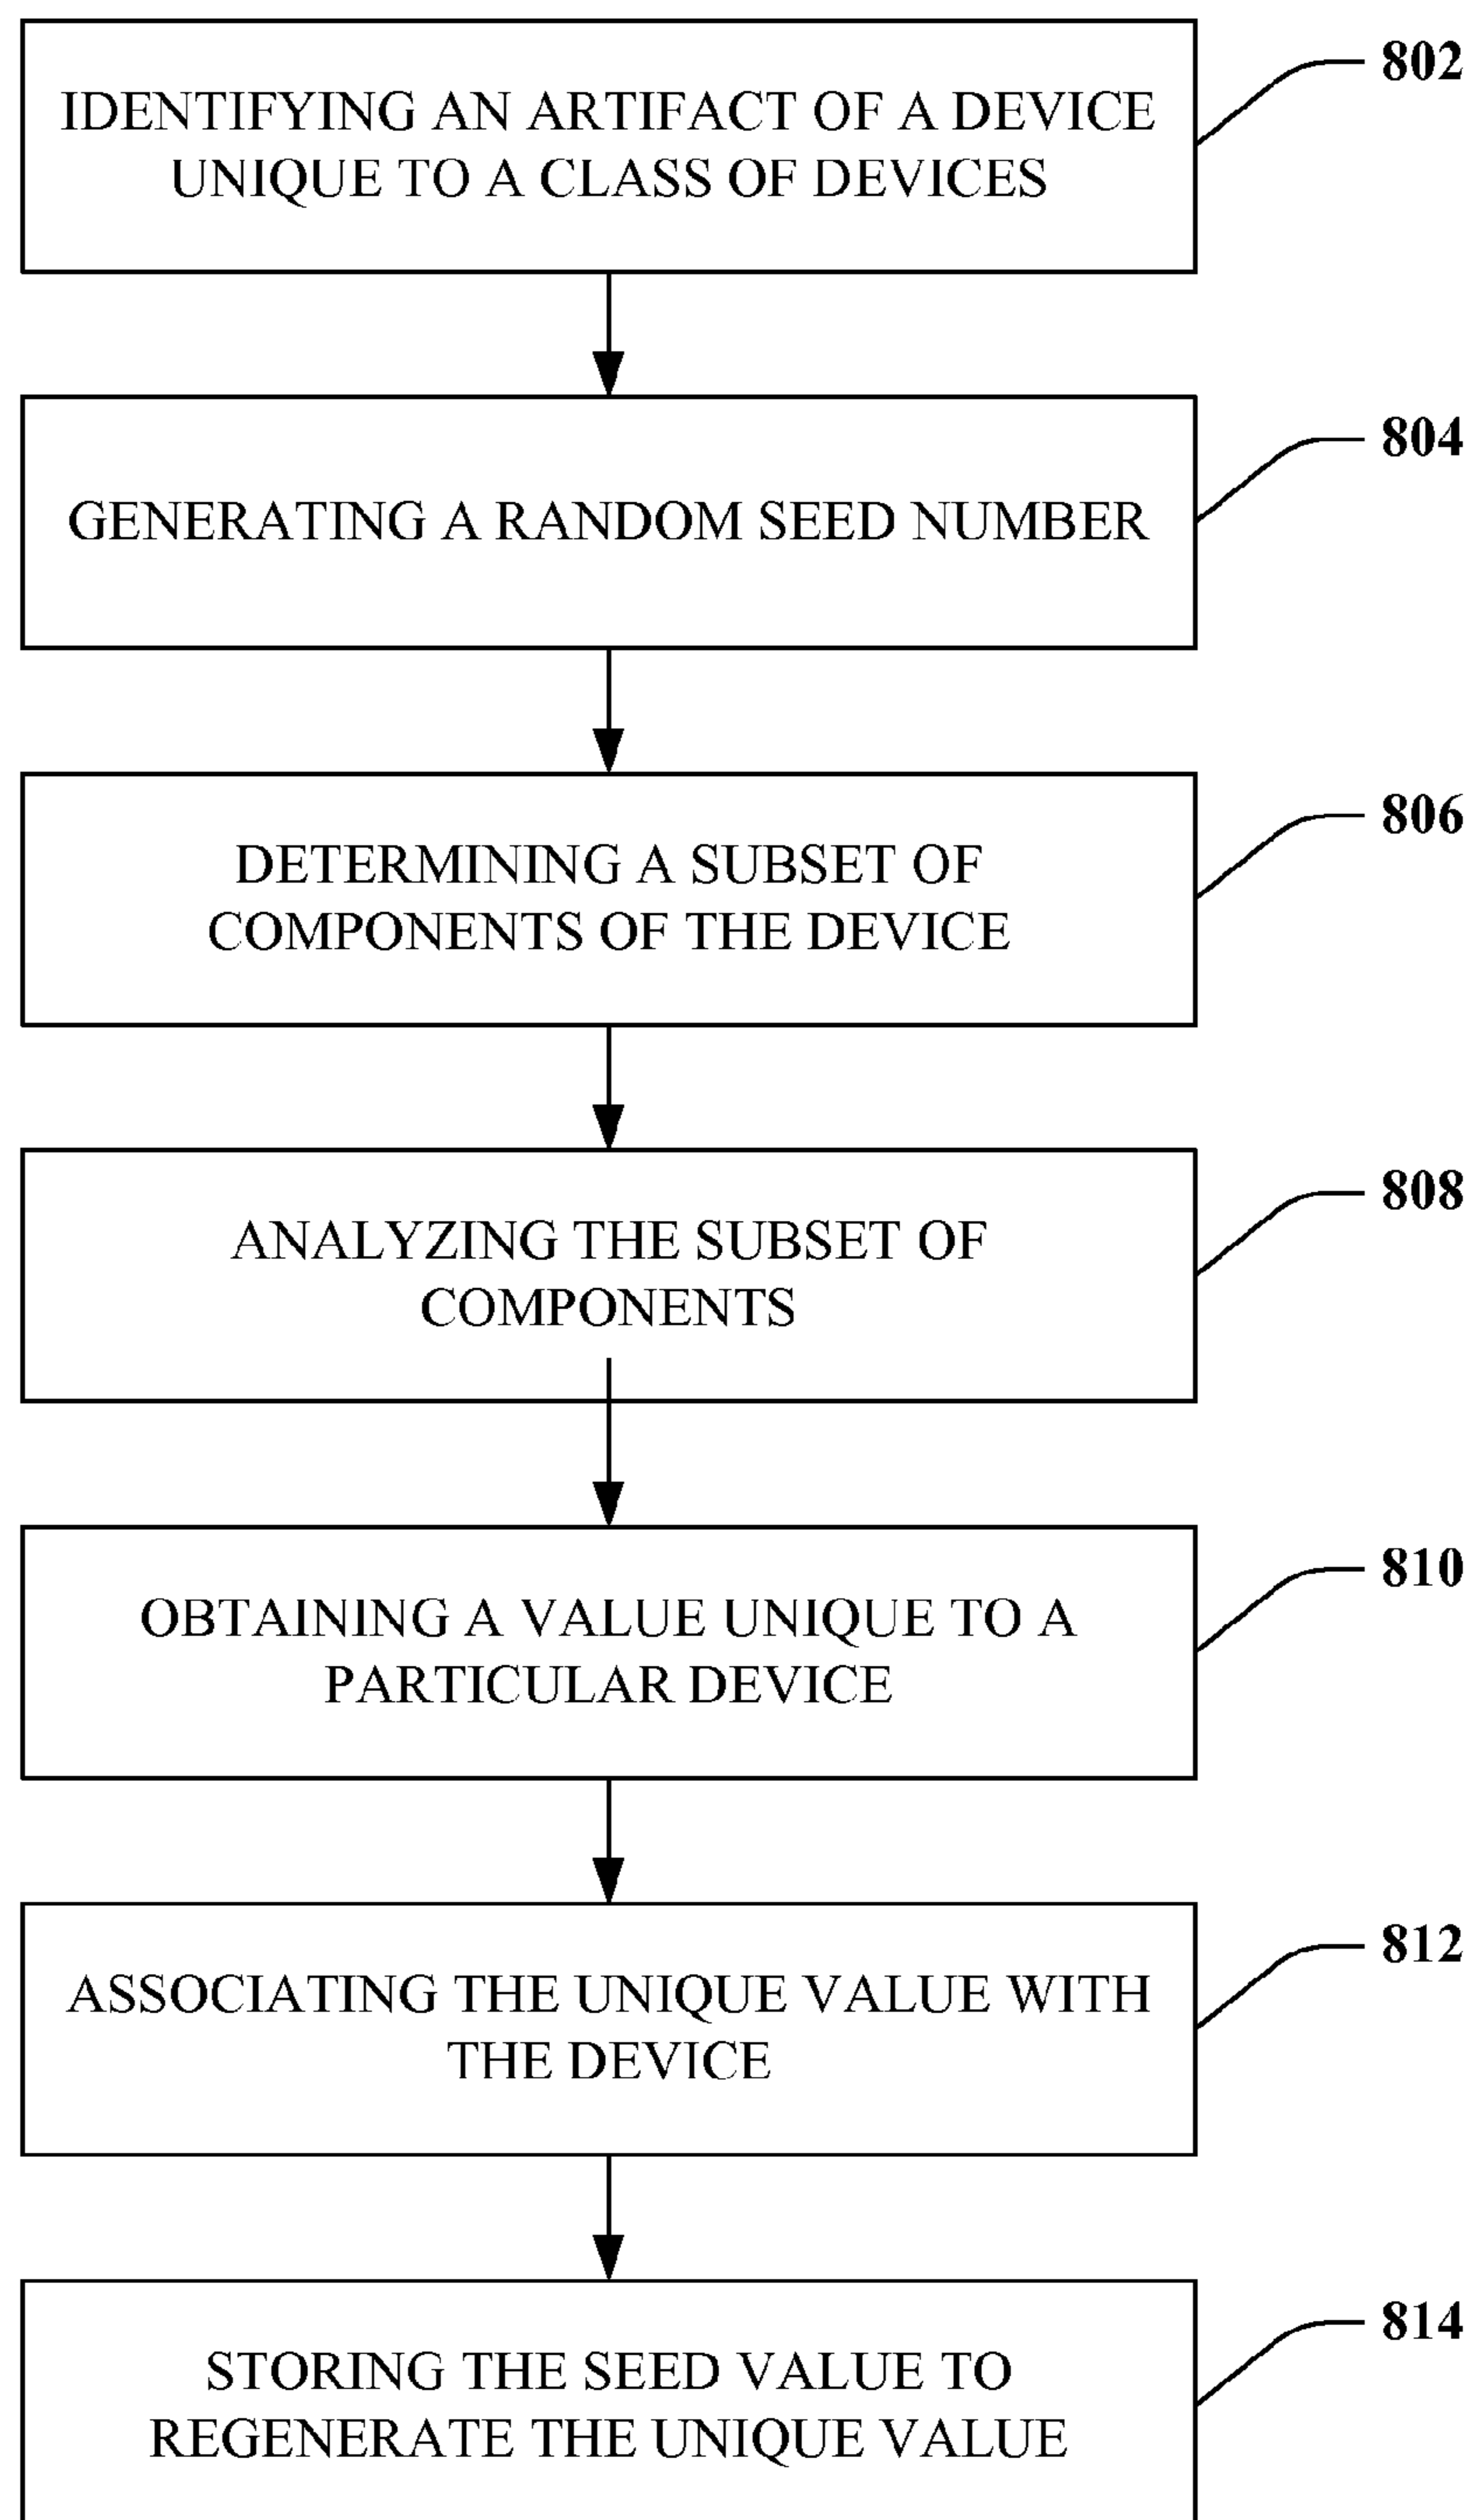 802
IDENTIFYING AN ARTIFACT OF A DEVICE
UNIQUE TO A CLASS OF DEVICES
804
GENERATING A RANDOM SEED NUMBER
806
DETERMINING A SUBSET OF
COMPONENTS OF THE DEVICE
808
ANALYZING THE SUBSET OF
COMPONENTS
810
OBTAINING A VALUE UNIQUE TO A
PARTICULAR DEVICE
812
ASSOCIATING THE UNIQUE VALUE WITH
THE DEVICE
814
STORING THE SEED VALUE TO
REGENERATE THE UNIQUE VALUE